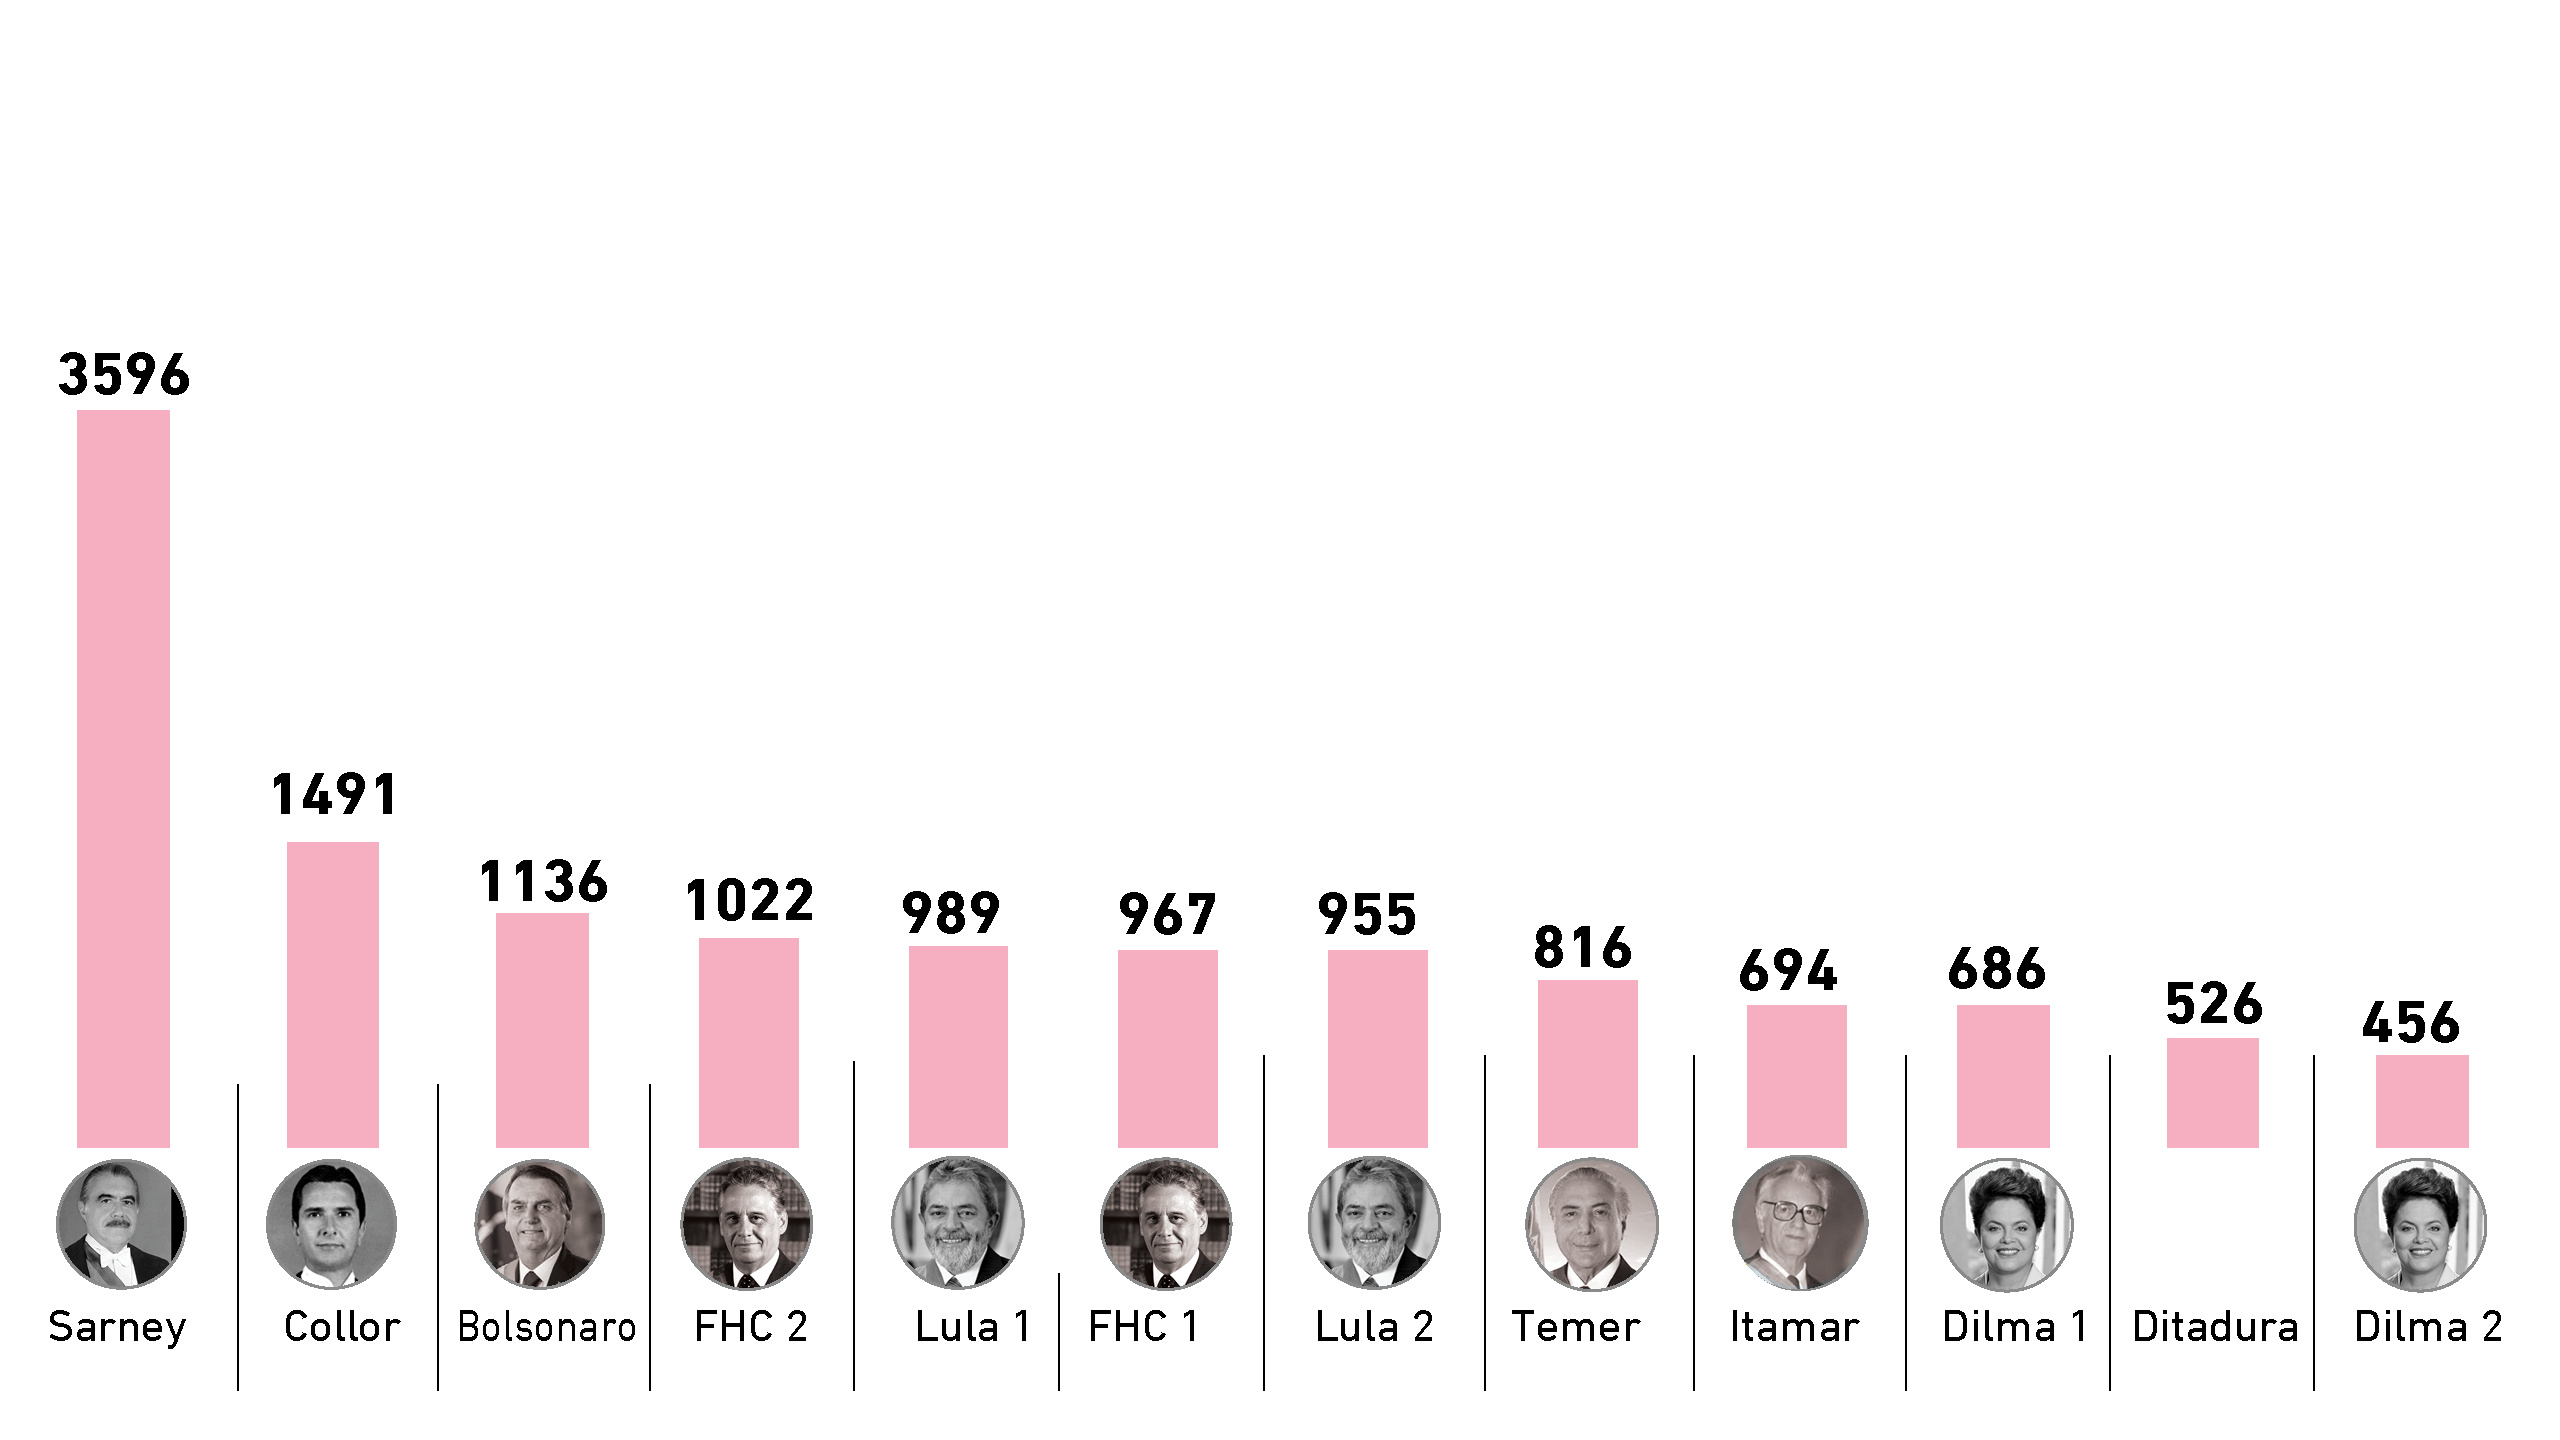 3596
1491
1136
1022
989
967
955
816
694
686
526
456
Sarney
Collor
Bolsonaro
FHC 2
Lula 1
FHC 1
Lula 2
Temer
Itamar
Dilma 1
Ditadura
Dilma 2